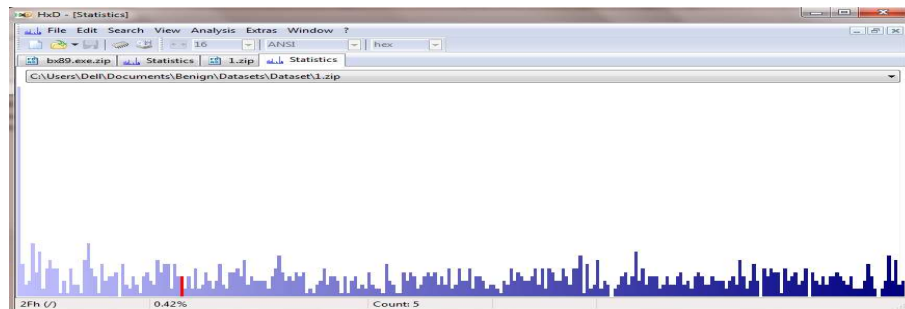 HxD - [Statistics]
File Edit Search View Analysis Extras Window ?
16 ANSI hex
bx89.exe.zip Statistics 1.zip Statistics
C:\Users\Dell\Documents\Benign\Datasets\Dataset\1.zip
2Fh (/) 0.42% Count: 5